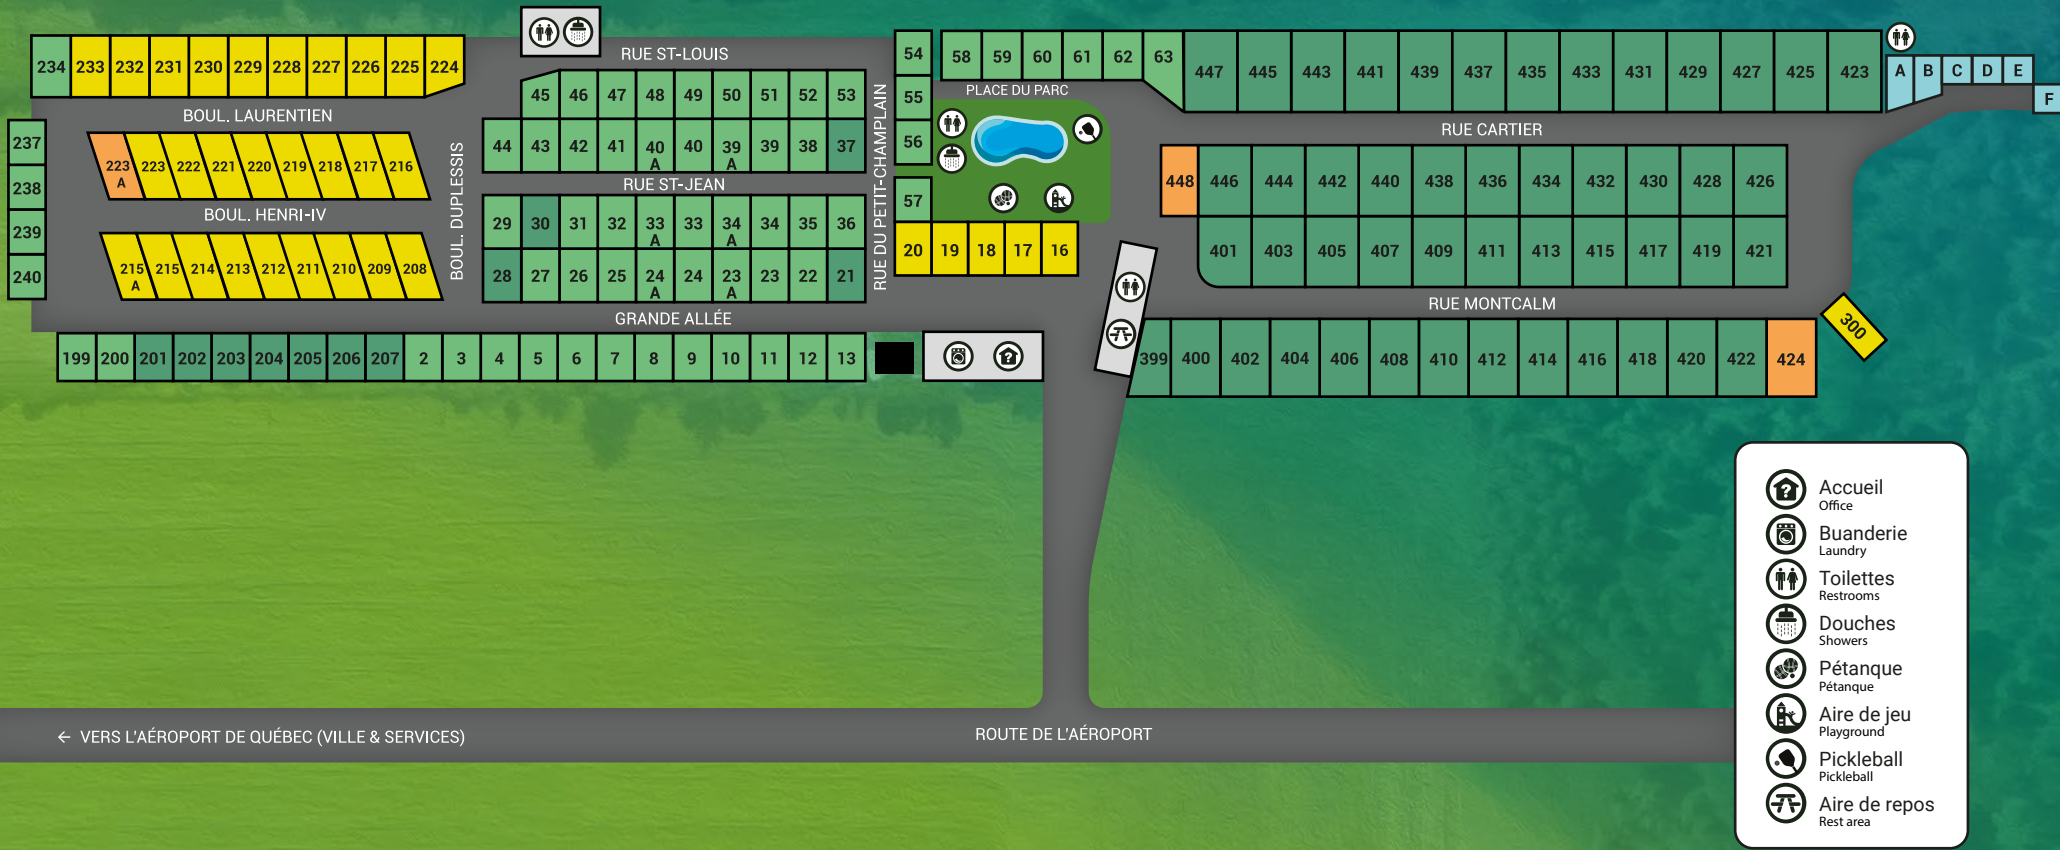 RUE ST-LOUIS
234 233 232 231 230 229 228 227 226 225 224
BOUL. LAURENTIEN
223 A 223 222 221 220 219 218 217 216
BOUL. HENRI-IV
215 A 215 214 213 212 211 210 209 208
237
238
239
240
BOUL. DUPLESSIS
45 46 47 48 49 50 51 52 53
44 43 42 41 40 A 40 39 A 39 38 37
RUE ST-JEAN
29 30 31 32 33 A 33 34 A 34 35 36
28 27 26 25 24 A 24 23 A 23 22 21
GRANDE ALLÉE
199 200 201 202 203 204 205 206 207 2 3 4 5 6 7 8 9 10 11 12 13
RUE DU PETIT-CHAMPLAIN
54
55
56
57
58 59 60 61 62 63
PLACE DU PARC
20 19 18 17 16
447 445 443 441 439 437 435 433 431 429 427 425 423
A B C D E
F
RUE CARTIER
448 446 444 442 440 438 436 434 432 430 428 426
401 403 405 407 409 411 413 415 417 419 421
RUE MONTCALM
300
399 400 402 404 406 408 410 412 414 416 418 420 422 424
← VERS L'AÉROPORT DE QUÉBEC (VILLE & SERVICES)
ROUTE DE L'AÉROPORT
Accueil
Office
Buanderie
Laundry
Toilettes
Restrooms
Douches
Showers
Pétanque
Pétanque
Aire de jeu
Playground
Pickleball
Pickleball
Aire de repos
Rest area